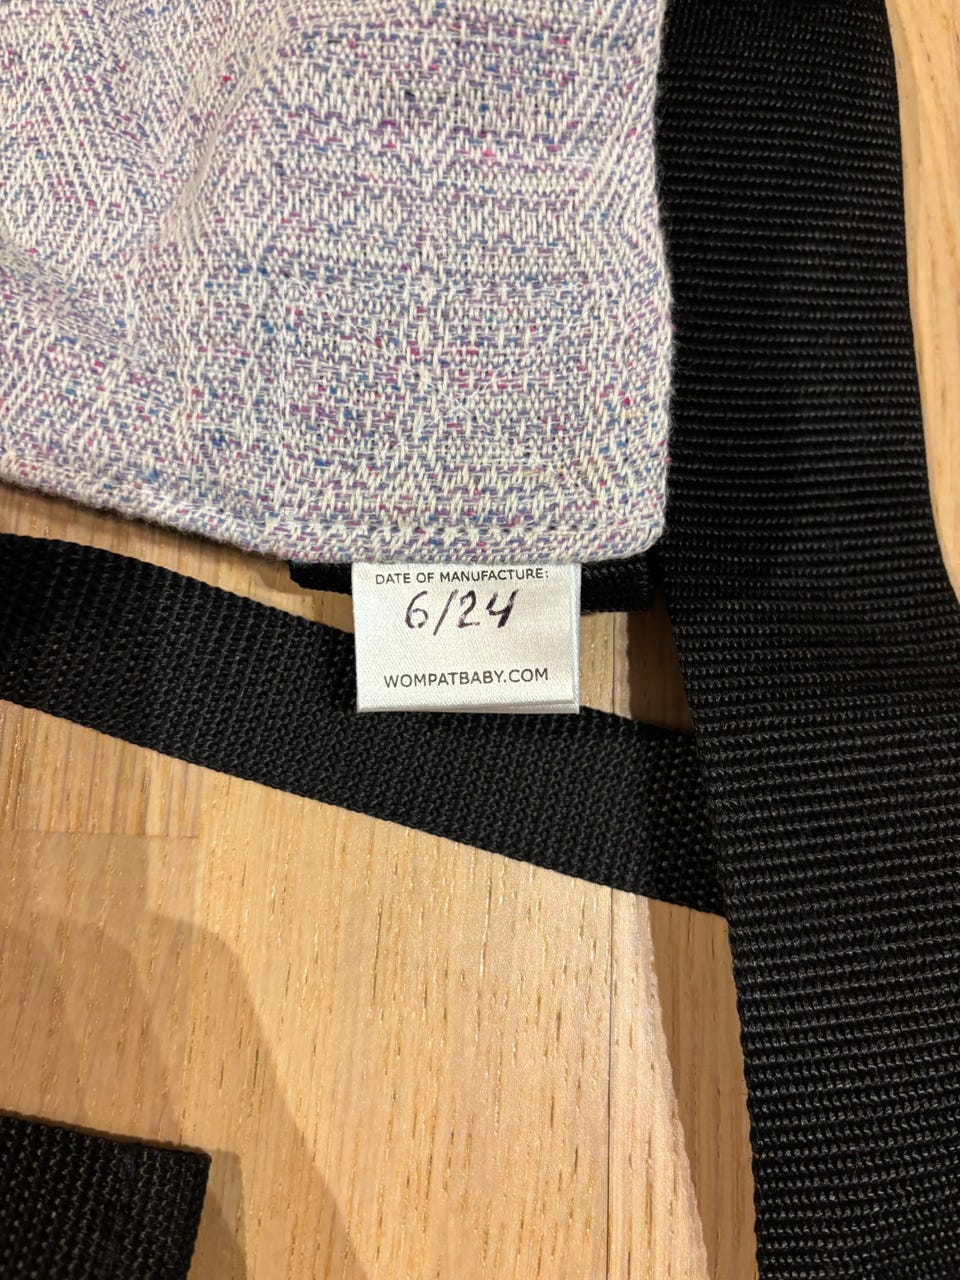 DATE OF MANUFACTURE:
6/24
WOMPATBABY.COM